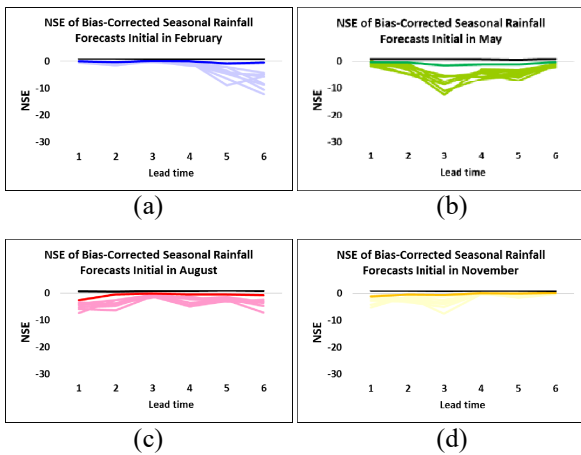 NSE of Bias-Corrected Seasonal Rainfall
Forecasts Initial in February
0
-10
-20
-30
NSE
1 2 3 4 5 6
Lead time
(a)
NSE of Bias-Corrected Seasonal Rainfall
Forecasts Initial in May
0
-10
-20
-30
NSE
1 2 3 4 5 6
Lead time
(b)
NSE of Bias-Corrected Seasonal Rainfall
Forecasts Initial in August
0
-10
-20
-30
NSE
1 2 3 4 5 6
Lead time
(c)
NSE of Bias-Corrected Seasonal Rainfall
Forecasts Initial in November
0
-10
-20
-30
NSE
1 2 3 4 5 6
Lead time
(d)